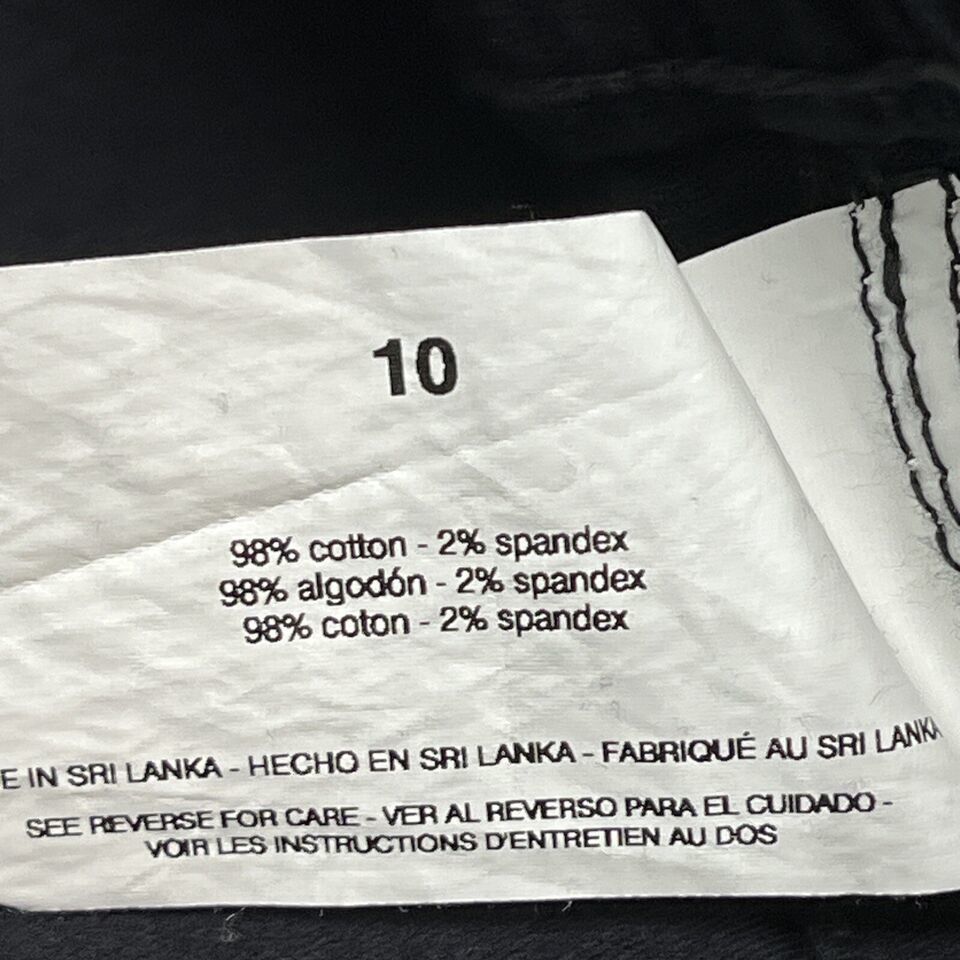 10
98% cotton - 2% spandex
98% algodón - 2% spandex
98% coton - 2% spandex
E IN SRI LANKA - HECHO EN SRI LANKA - FABRIQUÉ AU SRI LANKA
SEE REVERSE FOR CARE - VER AL REVERSO PARA EL CUIDADO -
VOIR LES INSTRUCTIONS D'ENTRETIEN AU DOS